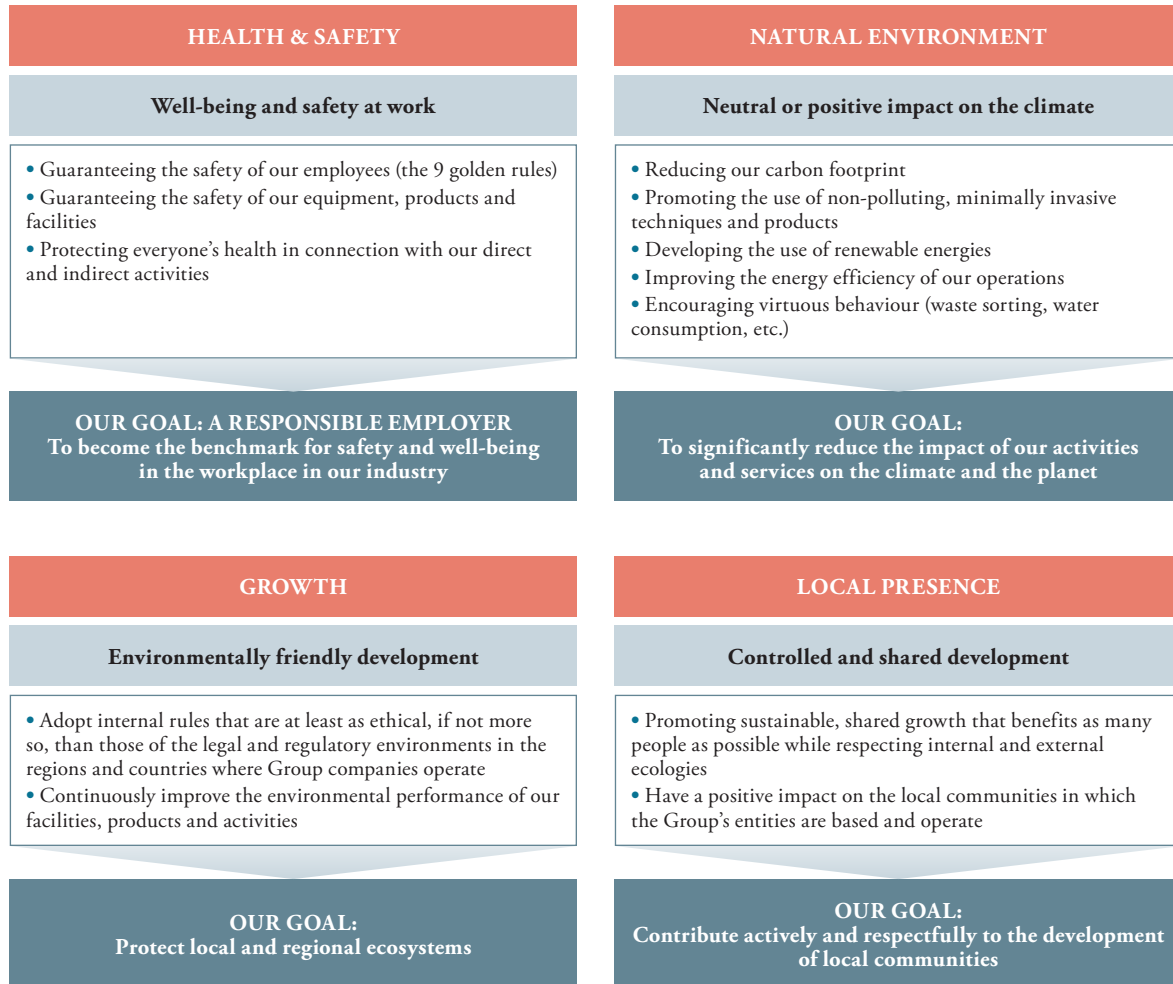 HEALTH & SAFETY
Well-being and safety at work
• Guaranteeing the safety of our employees (the 9 golden rules)
• Guaranteeing the safety of our equipment, products and
facilities
• Protecting everyone’s health in connection with our direct
and indirect activities
OUR GOAL: A RESPONSIBLE EMPLOYER
To become the benchmark for safety and well-being
in the workplace in our industry
NATURAL ENVIRONMENT
Neutral or positive impact on the climate
• Reducing our carbon footprint
• Promoting the use of non-polluting, minimally invasive
techniques and products
• Developing the use of renewable energies
• Improving the energy efficiency of our operations
• Encouraging virtuous behaviour (waste sorting, water
consumption, etc.)
OUR GOAL:
To significantly reduce the impact of our activities
and services on the climate and the planet
GROWTH
Environmentally friendly development
• Adopt internal rules that are at least as ethical, if not more
so, than those of the legal and regulatory environments in the
regions and countries where Group companies operate
• Continuously improve the environmental performance of our
facilities, products and activities
OUR GOAL:
Protect local and regional ecosystems
LOCAL PRESENCE
Controlled and shared development
• Promoting sustainable, shared growth that benefits as many
people as possible while respecting internal and external
ecologies
• Have a positive impact on the local communities in which
the Group’s entities are based and operate
OUR GOAL:
Contribute actively and respectfully to the development
of local communities